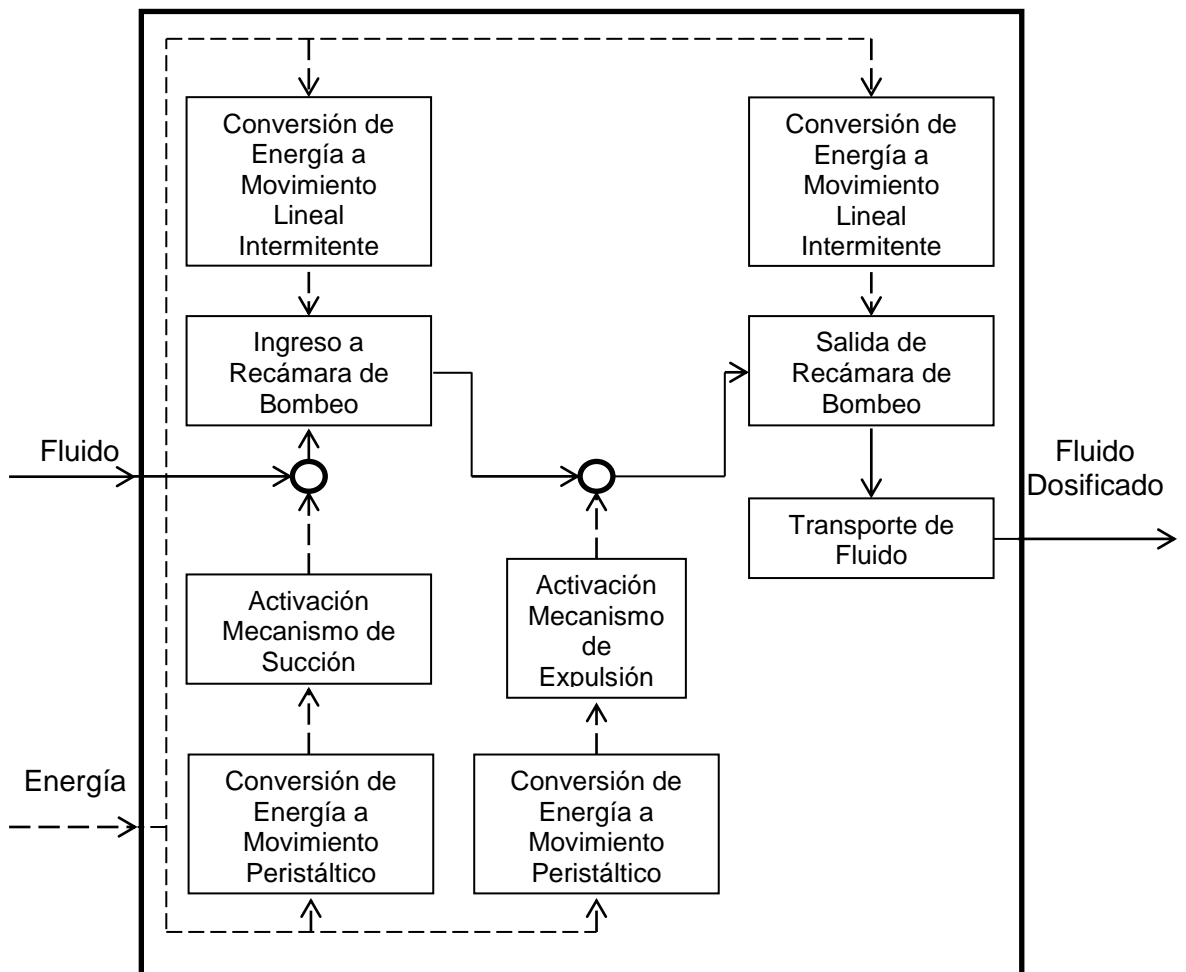 Conversión de
Energía a
Movimiento
Lineal
Intermitente
Conversión de
Energía a
Movimiento
Lineal
Intermitente
Ingreso a
Recámara de
Bombeo
Salida de
Recámara de
Bombeo
Fluido
Fluido
Dosificado
Transporte de
Fluido
Activación
Mecanismo de
Succión
Activación
Mecanismo
de
Expulsión
Energía
Conversión de
Energía a
Movimiento
Peristáltico
Conversión de
Energía a
Movimiento
Peristáltico